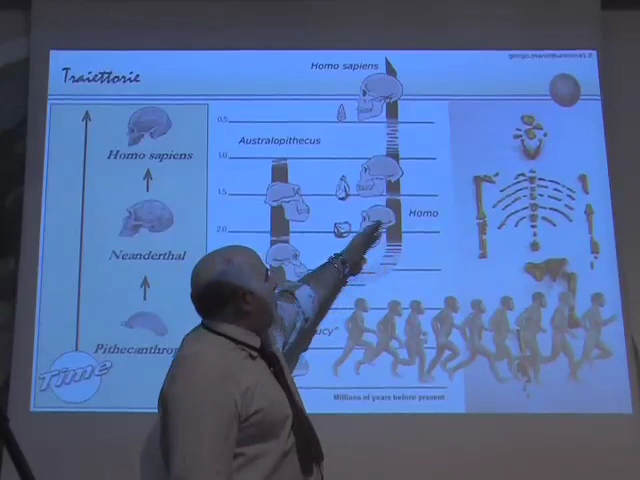 Traiettorie
Homo sapiens
0.5
Australopithecus
1.0
Homo sapiens
1.5
Homo
2.0
Neanderthal
ucy"
Pithecanthrop
Time
Millions of years before present